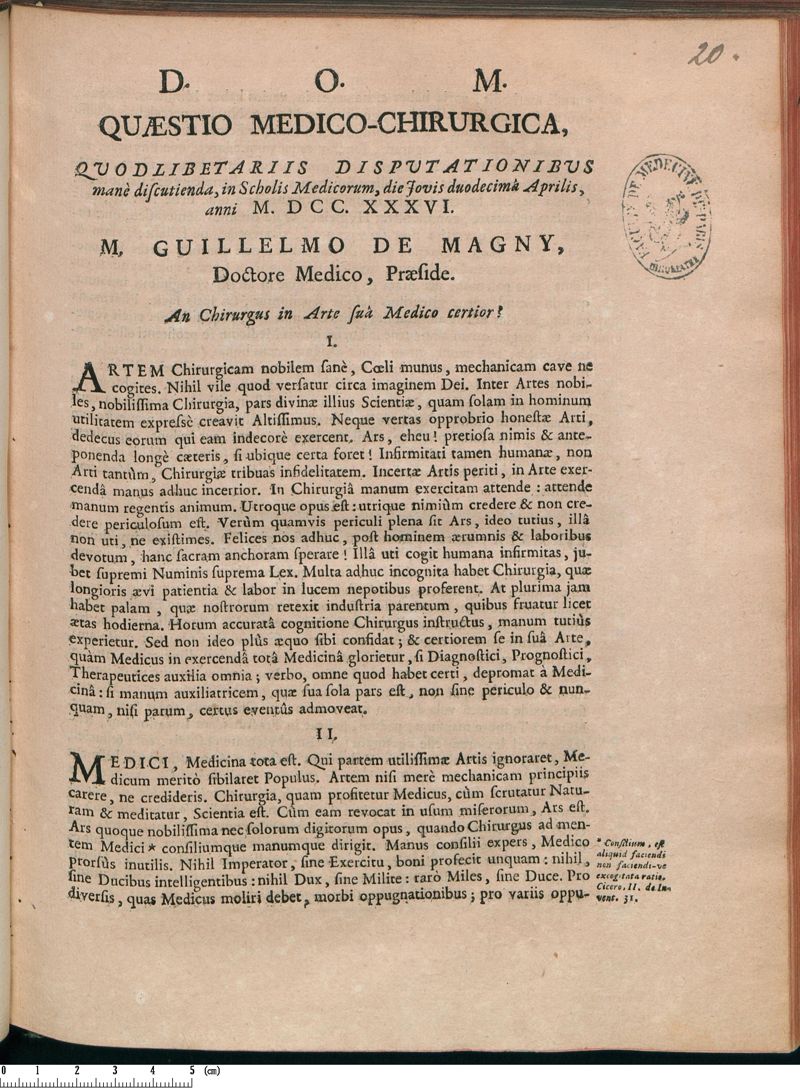 20.
D. O. M.
QUÆSTIO MEDICO-CHIRURGICA,
QUODLIBETARIIS DISPUTATIONIBUS
manè diſcutienda, in Scholis Medicorum, die Jovis duodecimâ Aprilis,
anni M. DCC. XXXVI.
M. GUILLELMO DE MAGNY,
Doctore Medico, Præſide.
An Chirurgus in Arte ſuâ Medico certior?
I.
ARTEM Chirurgicam nobilem ſanè, Cœli munus, mechanicam cave ne
cogites. Nihil vile quod verſatur circa imaginem Dei. Inter Artes nobi-
les, nobiliſſima Chirurgia, pars divinæ illius Scientiæ, quam ſolam in hominum
utilitatem expreſsè creavit Altiſſimus. Neque vertas opprobrio honeſtæ Arti,
dedecus eorum qui eam indecorè exercent. Ars, eheu! pretioſa nimis & ante-
ponenda longè cæteris, ſi ubique certa foret! Infirmitati tamen humanæ, non
Arti tantùm, Chirurgiæ tribuas infidelitatem. Incertæ Artis periti, in Arte exer-
cendâ manus adhuc incertior. In Chirurgiâ manum exercitam attende: attende
manum regentis animum. Utroque opus eſt: utrique nimiùm credere & non cre-
dere periculoſum eſt. Verùm quamvis periculi plena ſit Ars, ideo tutius, illâ
non uti, ne exiſtimes. Felices nos adhuc, poſt hominem ærumnis & laboribus
devotum, hanc ſacram anchoram ſperare! Illâ uti cogit humana infirmitas, ju-
bet ſupremi Numinis ſuprema Lex. Multa adhuc incognita habet Chirurgia, quæ
longioris ævi patientia & labor in lucem nepotibus proferent. At plurima jam
habet palam, quæ noſtrorum retexit induſtria parentum, quibus fruatur licet
ætas hodierna. Horum accuratâ cognitione Chirurgus inſtructus, manum tutiùs
experietur. Sed non ideo plùs æquo ſibi confidat; & certiorem ſe in ſuâ Arte,
quàm Medicus in exercendâ totâ Medicinâ glorietur, ſi Diagnoſtici, Prognoſtici,
Therapeutices auxilia omnia; verbo, omne quod habet certi, depromat à Medi-
cinâ: ſi manum auxiliatricem, quæ ſua ſola pars eſt, non ſine periculo & nun-
quam, niſi parum, certus eventûs admoveat.
II.
MEDICI, Medicina tota eſt. Qui partem utiliſſimæ Artis ignoraret, Me-
dicum meritò ſibilaret Populus. Artem niſi merè mechanicam principiis
carere, ne credideris. Chirurgia, quam profitetur Medicus, cùm ſcrutatur Natu-
ram & meditatur, Scientia eſt. Cùm eam revocat in uſum miſerorum, Ars eſt.
Ars quoque nobiliſſima nec ſolorum digitorum opus, quando Chirurgus ad men-
tem Medici * conſiliumque manumque dirigit. Manus conſilii expers, Medico
prorſùs inutilis. Nihil Imperator, ſine Exercitu, boni profecit unquam: nihil,
ſine Ducibus intelligentibus: nihil Dux, ſine Milite: rarò Miles, ſine Duce. Pro
diverſis, quas Medicus moliri debet, morbi oppugnationibus; pro variis oppu-
* Conſilium, eſt
aliquid faciendi
non faciendi-ve
excogitata ratio.
Cicero, II. de In-
vent. 31.
FACULTÉ DE MEDECINE DE PARIS
0 1 2 3 4 5 (cm)